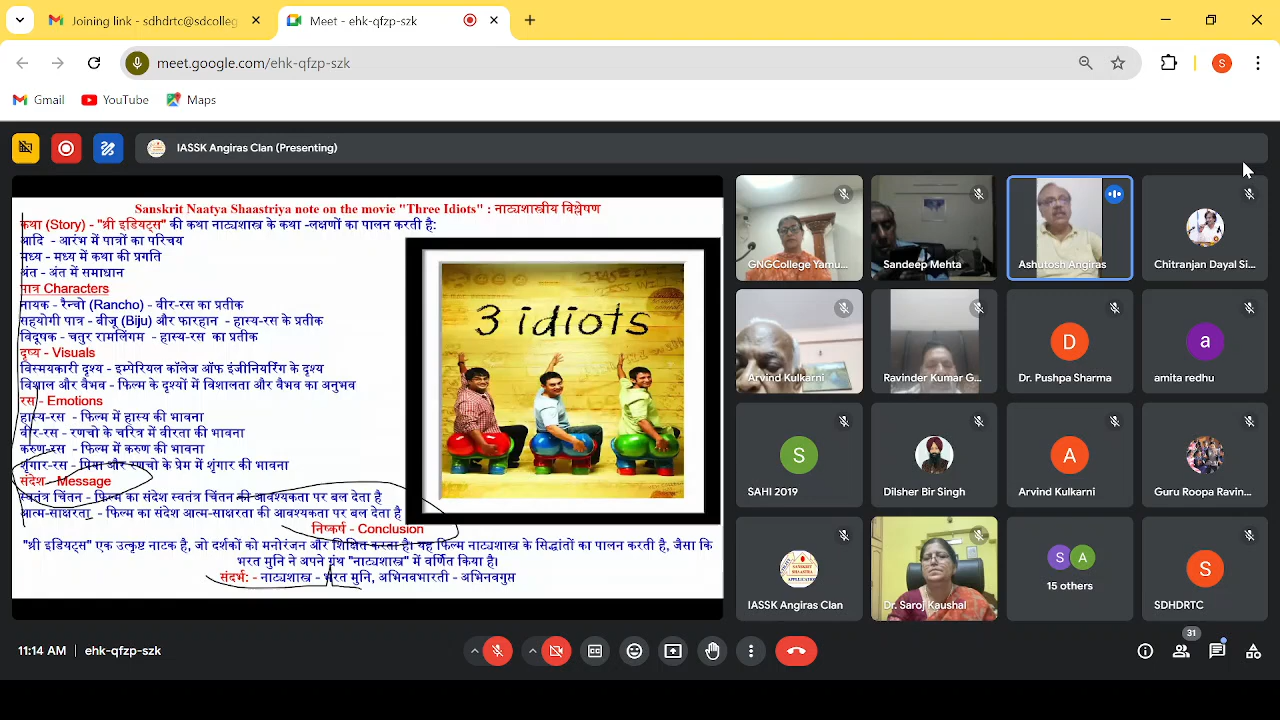 Joining link - sdhdrtc@sdcolleg
Meet - ehk-qfzp-szk
meet.google.com/ehk-qfzp-szk
S
Gmail
YouTube
Maps
IASSK Angiras Clan (Presenting)
Sanskrit Naatya Shaastriya note on the movie "Three Idiots" : नाट्यशास्त्रीय विश्लेषण
कथा (Story) - "श्री इडियट्स" की कथा नाट्यशास्त्र के कथा -लक्षणों का पालन करती है:
आदि - आरंभ में पात्रों का परिचय
मध्य - मध्य में कथा की प्रगति
अंत - अंत में समाधान
पात्र Characters
नायक - रैन्चो (Rancho) - वीर-रस का प्रतीक
सहयोगी पात्र - बीजू (Biju) और फारहान - हास्य-रस के प्रतीक
विदूषक - चतुर रामलिंगम - हास्य-रस का प्रतीक
दृष्य - Visuals
विस्मयकारी दृश्य - इम्पेरियल कॉलेज ऑफ इंजीनियरिंग के दृश्य
विशाल और वैभव - फिल्म के दृश्यों में विशालता और वैभव का अनुभव
रस - Emotions
हास्य-रस - फिल्म में हास्य की भावना
वीर-रस - रणचो के चरित्र में वीरता की भावना
करुण-रस - फिल्म में करुण की भावना
शृंगार-रस - प्रिया और रणचो के प्रेम में शृंगार की भावना
संदेश - Message
स्वतंत्र चिंतन - फिल्म का संदेश स्वतंत्र चिंतन की आवश्यकता पर बल देता है
आत्म-साक्षरता - फिल्म का संदेश आत्म-साक्षरता की आवश्यकता पर बल देता है
निष्कर्ष - Conclusion
"श्री इडियट्स" एक उत्कृष्ट नाटक है, जो दर्शकों को मनोरंजन और शिक्षित करता है। यह फिल्म नाट्यशास्त्र के सिद्धांतों का पालन करती है, जैसा कि
भरत मुनि ने अपने ग्रंथ "नाट्यशास्त्र" में वर्णित किया है।
संदर्भ: - नाट्यशास्त्र - भरत मुनि, अभिनवभारती - अभिनवगुप्त
3 idiots
GNGCollege Yamu...
Sandeep Mehta
Ashutosh Angiras
Chitranjan Dayal Si...
Arvind Kulkarni
Ravinder Kumar G...
D
Dr. Pushpa Sharma
a
amita redhu
S
SAHI 2019
Dilsher Bir Singh
A
Arvind Kulkarni
Guru Roopa Ravin...
SANSKRIT
SHAASTRA
APPLICATION
IASSK Angiras Clan
Dr. Saroj Kaushal
S A
15 others
S
SDHDRTC
11:14 AM
ehk-qfzp-szk
31